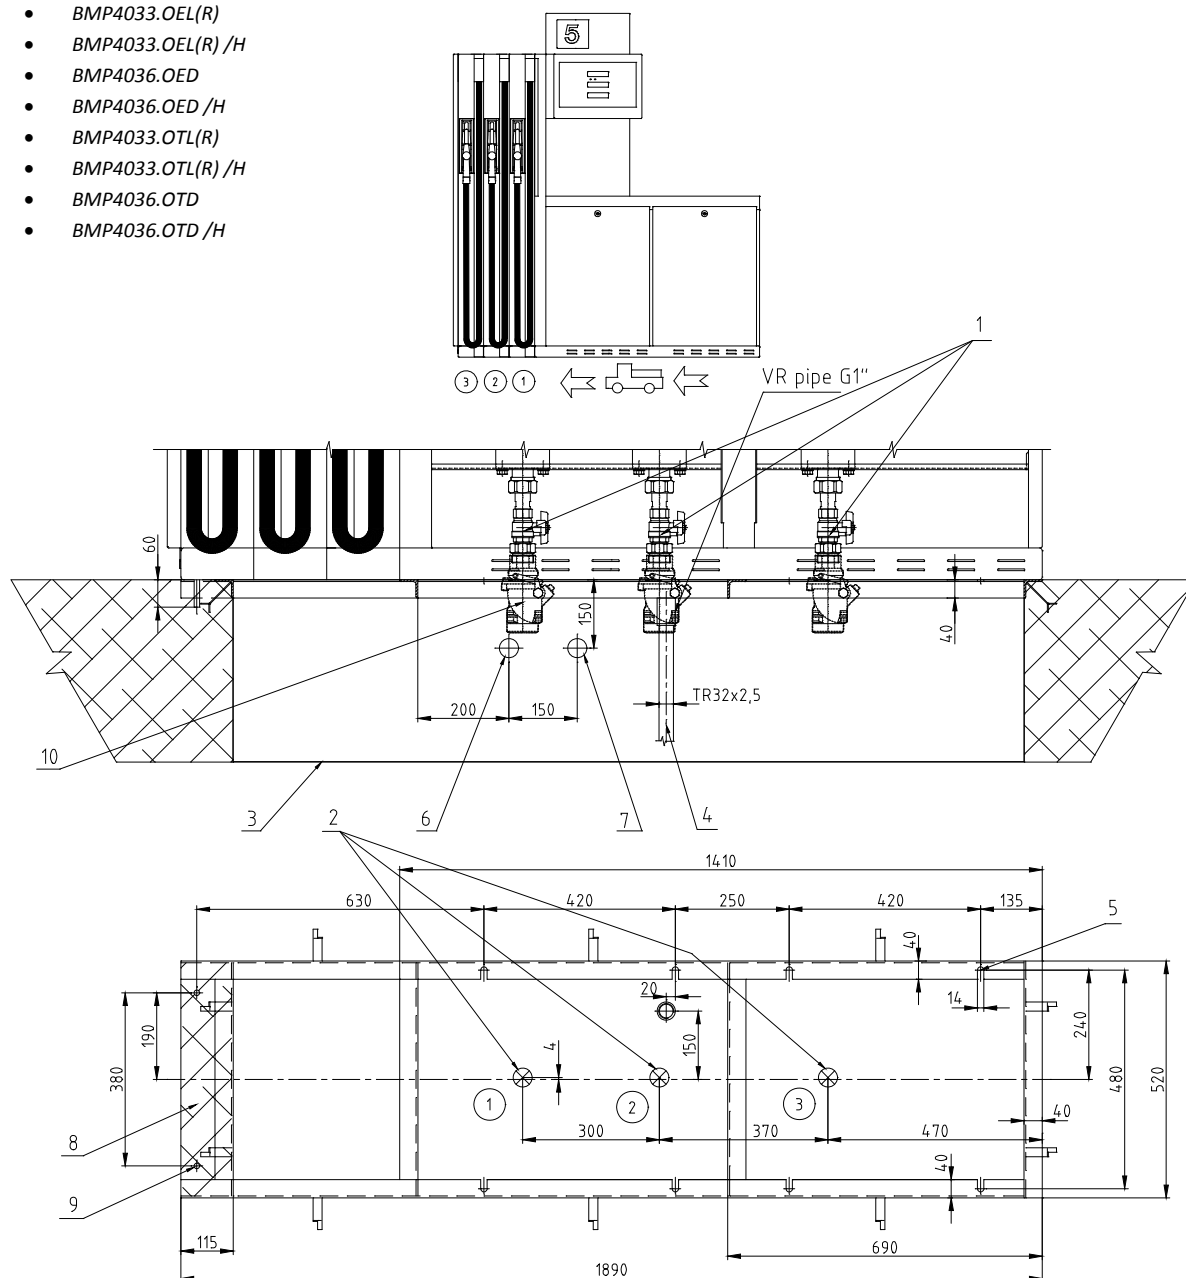 • BMP4033.OEL(R)
• BMP4033.OEL(R) /H
• BMP4036.OED
• BMP4036.OED /H
• BMP4033.OTL(R)
• BMP4033.OTL(R) /H
• BMP4036.OTD
• BMP4036.OTD /H
5
3 2 1
VR pipe G1"
1
60
150
40
200 150
TR32x2,5
10
3 6 7 4
2
1410
630 420 250 420 135
5
40
20
14
190
380
4
150
240
480
520
1 2 3
300 370 470
40
40
8
9
115
690
1890